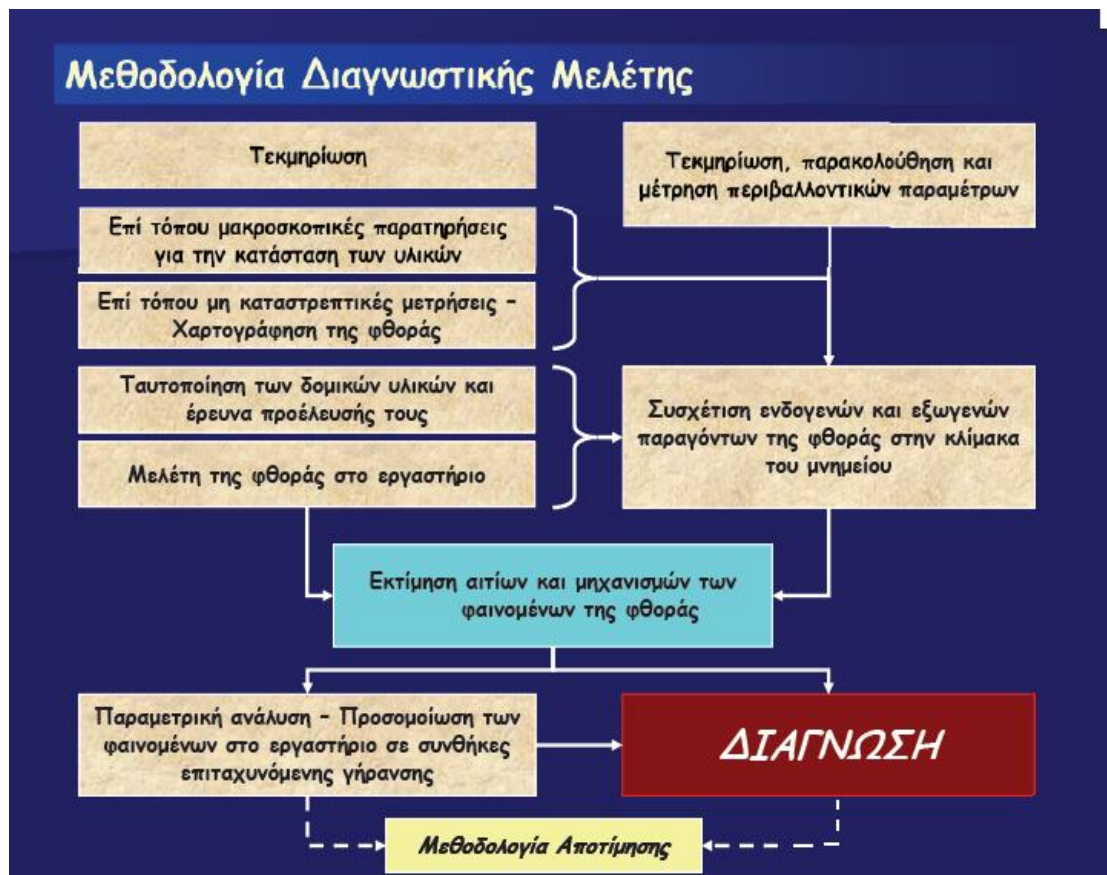 Μεθοδολογία Διαγνωστικής Μελέτης
Τεκμηρίωση
Τεκμηρίωση, παρακολούθηση και
μέτρηση περιβαλλοντικών παραμέτρων
Επί τόπου μακροσκοπικές παρατηρήσεις
για την κατάσταση των υλικών
Επί τόπου μη καταστρεπτικές μετρήσεις –
Χαρτογράφηση της φθοράς
Ταυτοποίηση των δομικών υλικών και
έρευνα προέλευσής τους
Μελέτη της φθοράς στο εργαστήριο
Συσχέτιση ενδογενών και εξωγενών
παραγόντων της φθοράς στην κλίμακα
του μνημείου
Εκτίμηση αιτίων και μηχανισμών των
φαινομένων της φθοράς
Παραμετρική ανάλυση – Προσομοίωση των
φαινομένων στο εργαστήριο σε συνθήκες
επιταχυνόμενης γήρανσης
ΔΙΑΓΝΩΣΗ
Μεθοδολογία Αποτίμησης